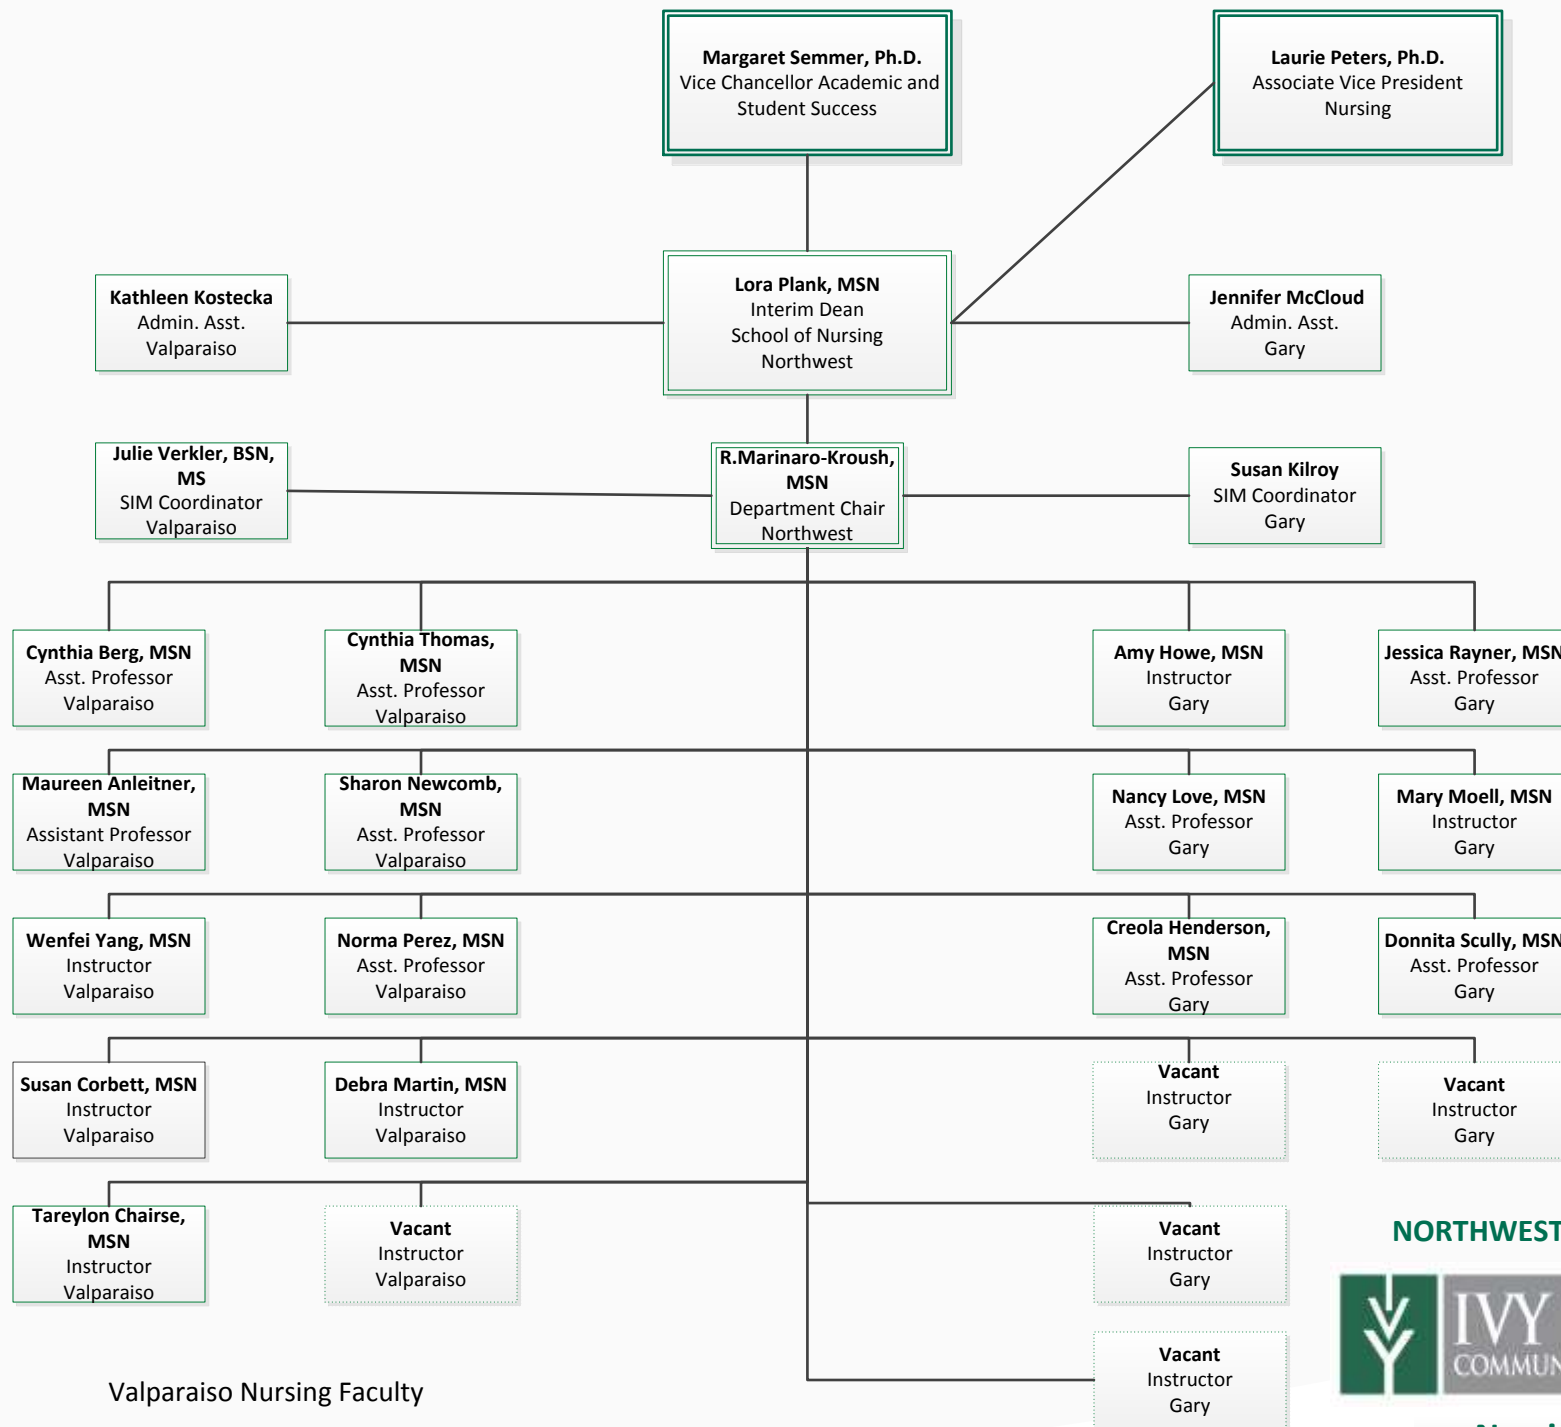 Margaret Semmer, Ph.D.
Vice Chancellor Academic and
Student Success
Laurie Peters, Ph.D.
Associate Vice President
Nursing
Kathleen Kostecka
Admin. Asst.
Valparaiso
Lora Plank, MSN
Interim Dean
School of Nursing
Northwest
Jennifer McCloud
Admin. Asst.
Gary
Julie Verkler, BSN,
MS
SIM Coordinator
Valparaiso
R.Marinaro-Kroush,
MSN
Department Chair
Northwest
Susan Kilroy
SIM Coordinator
Gary
Cynthia Berg, MSN
Asst. Professor
Valparaiso
Cynthia Thomas,
MSN
Asst. Professor
Valparaiso
Amy Howe, MSN
Instructor
Gary
Jessica Rayner, MSN
Asst. Professor
Gary
Maureen Anleitner,
MSN
Assistant Professor
Valparaiso
Sharon Newcomb,
MSN
Asst. Professor
Valparaiso
Nancy Love, MSN
Asst. Professor
Gary
Mary Moell, MSN
Instructor
Gary
Wenfei Yang, MSN
Instructor
Valparaiso
Norma Perez, MSN
Asst. Professor
Valparaiso
Creola Henderson,
MSN
Asst. Professor
Gary
Donnita Scully, MSN
Asst. Professor
Gary
Susan Corbett, MSN
Instructor
Valparaiso
Debra Martin, MSN
Instructor
Valparaiso
Vacant
Instructor
Gary
Vacant
Instructor
Gary
Tareylon Chairse,
MSN
Instructor
Valparaiso
Vacant
Instructor
Valparaiso
Vacant
Instructor
Gary
NORTHWEST
IVY
COMMUN
Vacant
Instructor
Gary
Valparaiso Nursing Faculty